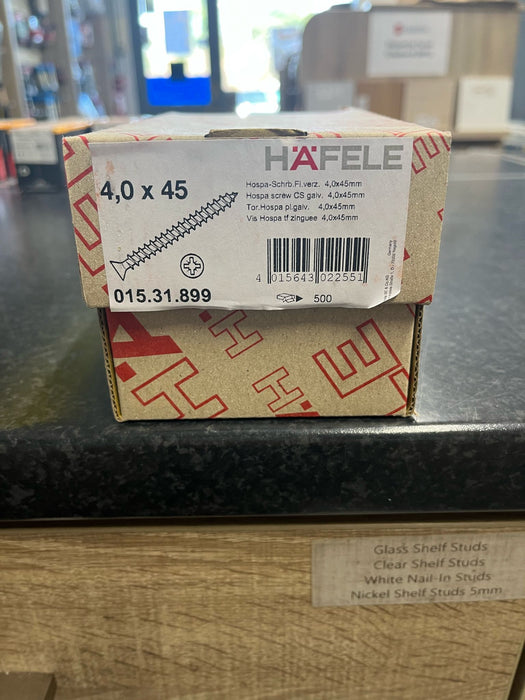 HÄFELE
4,0 x 45
Hospa-Schrb.Fl.verz. 4,0x45mm
Hospa screw CS galv. 4,0x45mm
Tor.Hospa pl.galv. 4,0x45mm
Vis Hospa tf zinguee 4,0x45mm
4 015643 022551
015.31.899
500
Germany
Glass Shelf Studs
Clear Shelf Studs
White Nail-In Studs
Nickel Shelf Studs 5mm